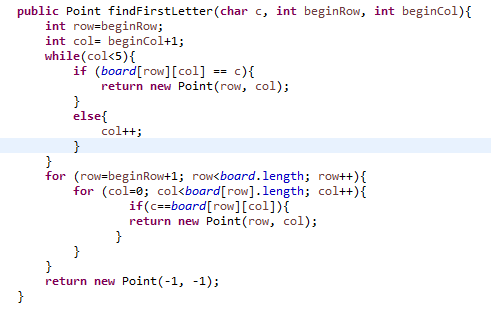 public Point findFirstLetter(char c, int beginRow, int beginCol){
    int row=beginRow;
    int col= beginCol+1;
    while(col<5){
        if (board[row][col] == c){
            return new Point(row, col);
        }
        else{
            col++;
        }
    }
    for (row=beginRow+1; row<board.length; row++){
        for (col=0; col<board[row].length; col++){
                if(c==board[row][col]){
                return new Point(row, col);
              }
        }
    }
    return new Point(-1, -1);
}